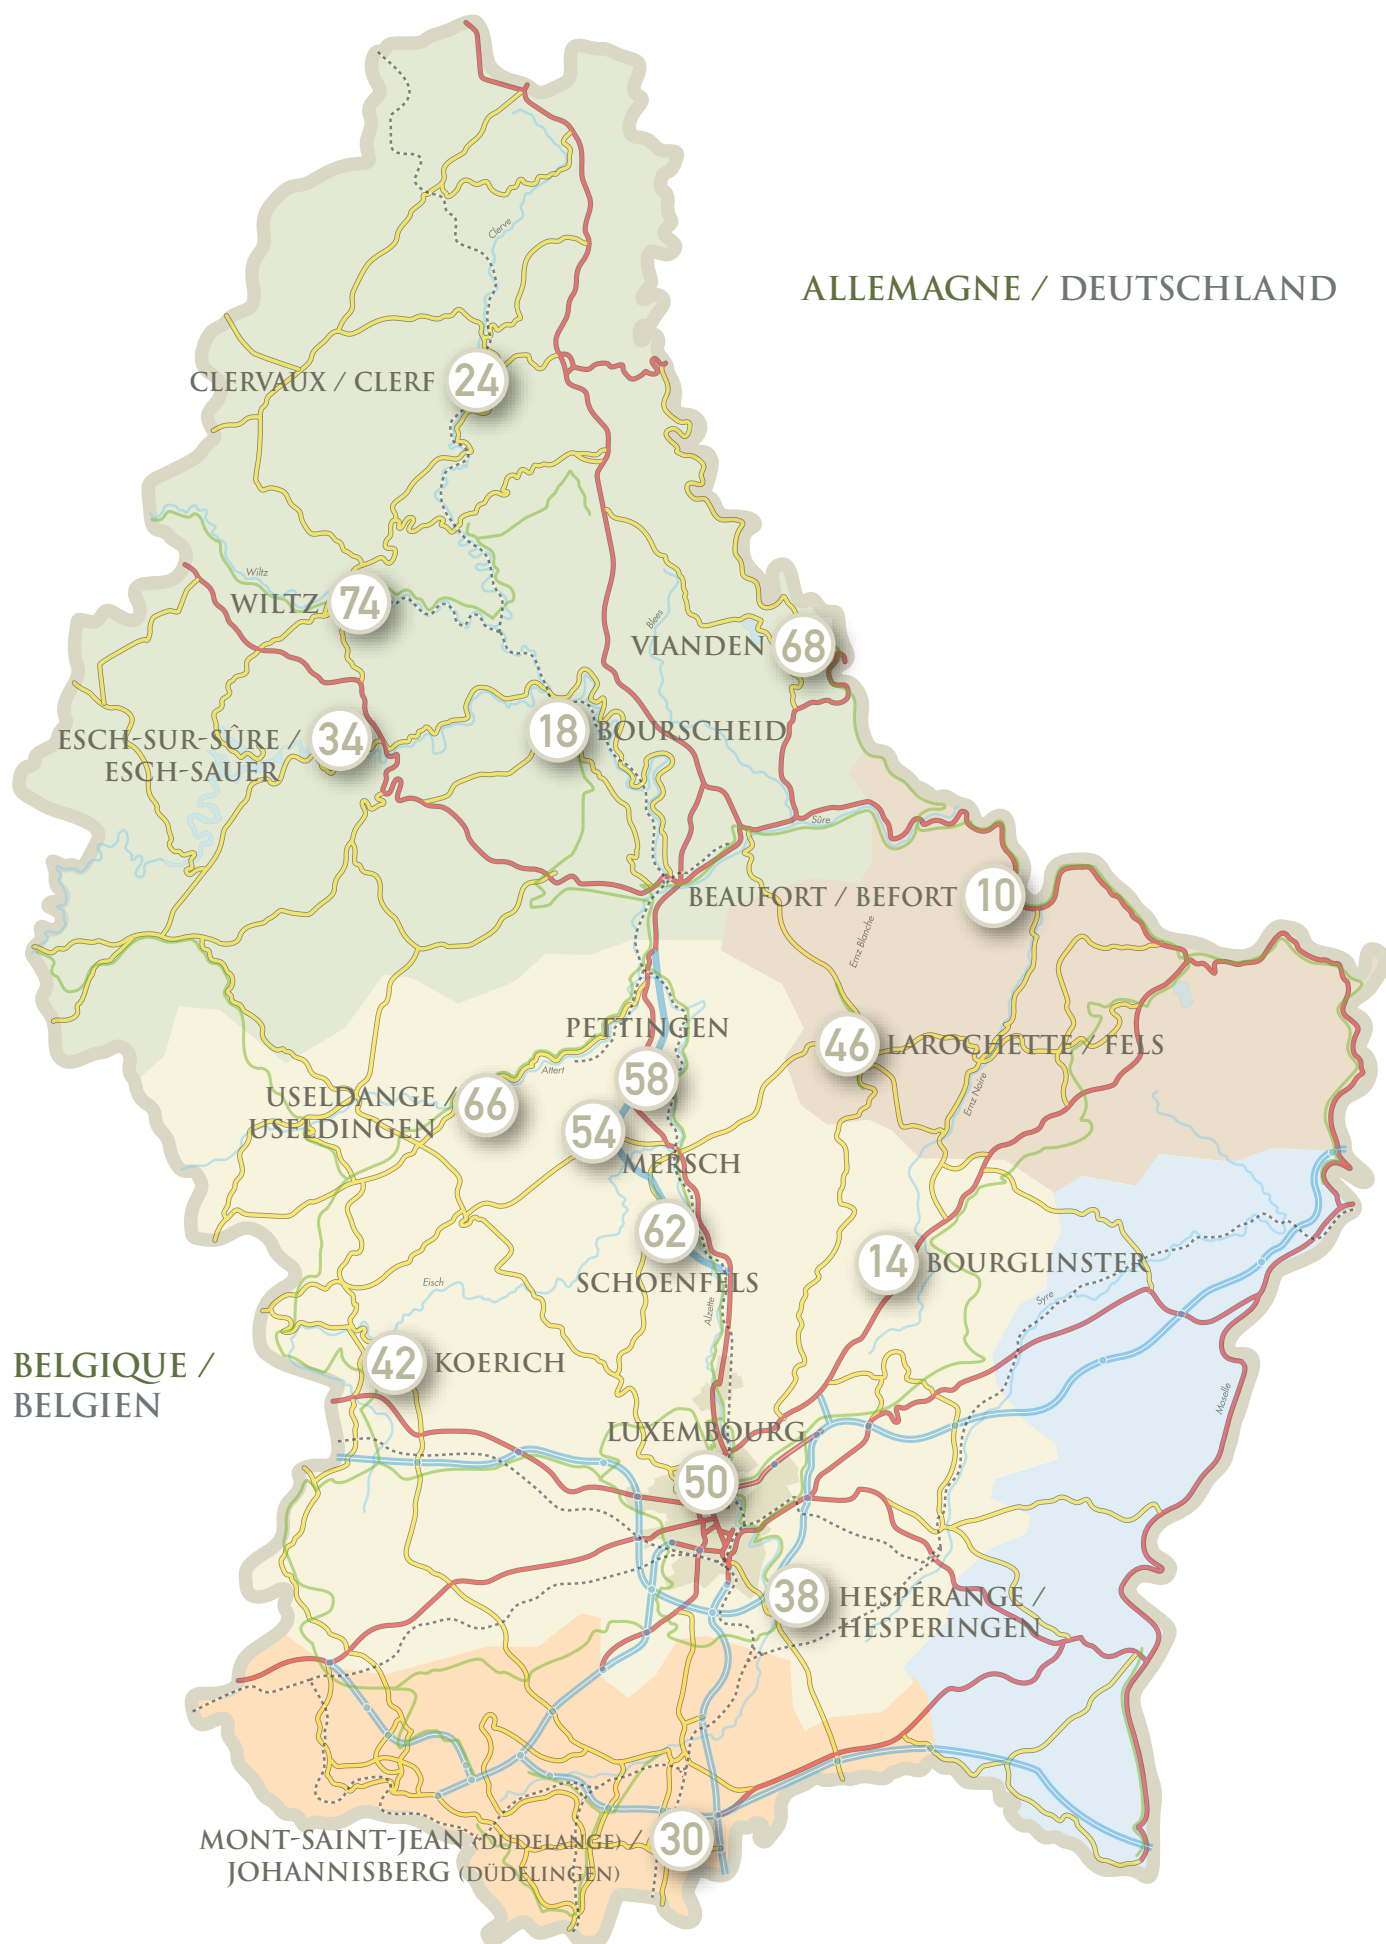 Clerve
ALLEMAGNE / DEUTSCHLAND
CLERVAUX / CLERF
24
Wiltz
WILTZ
74
Blees
VIANDEN
68
ESCH-SUR-SÛRE /
ESCH-SAUER
34
18
BOURSCHEID
Sûre
BEAUFORT / BEFORT
10
Ernz Blanche
PETTINGEN
58
46
LAROCHETTE / FELS
Attert
Ernz Noire
USELDANGE /
USELDINGEN
66
54
MERSCH
62
SCHOENFELS
14
BOURGLINSTER
Eisch
Alzette
Syre
BELGIQUE /
BELGIEN
42
KOERICH
Moselle
LUXEMBOURG
50
38
HESPERANGE /
HESPERINGEN
MONT-SAINT-JEAN (DUDELANGE) /
JOHANNISBERG (DÜDELINGEN)
30